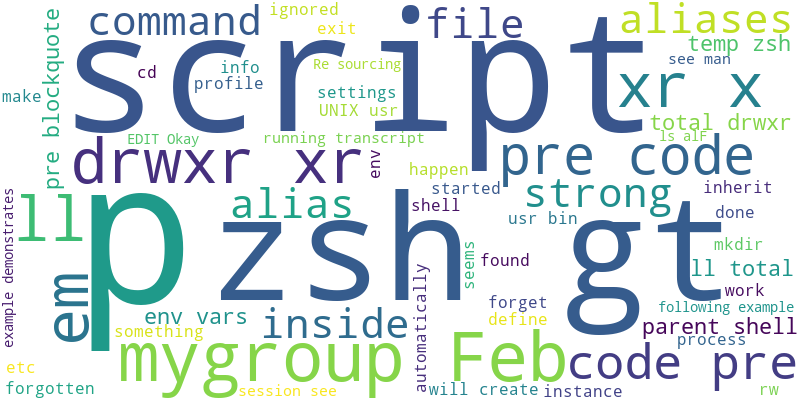 ignored
command
script
file
aliases
exit
temp zsh
cd
info
Re sourcing
see man
profile
settings
xr x
make
UNIX usr
pre blockquote
EDIT Okay
running transcript
total drwxr
ls alF
drwxr xr
env
pre code
happen
strong
started
inherit
ll
p
alias
zsh
shell
gt
usr bin
done
example demonstrates
mkdir
seems
found
ll total
em
automatically
work
env vars
inside
forget
following example
define
parent shell
something
process
mygroup Feb
code pre
etc
forgotten
session see
will create
instance
rw